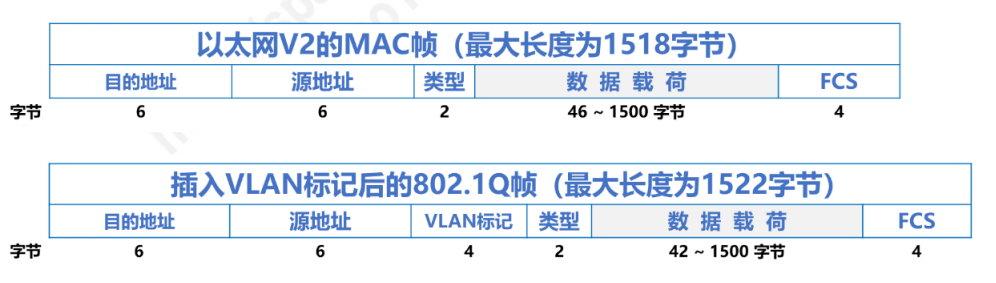 以太网V2的MAC帧（最大长度为1518字节）
目的地址 源地址 类型 数 据 载 荷 FCS
字节 6 6 2 46 ~ 1500 字节 4
插入VLAN标记后的802.1Q帧（最大长度为1522字节）
目的地址 源地址 VLAN标记 类型 数 据 载 荷 FCS
字节 6 6 4 2 42 ~ 1500 字节 4